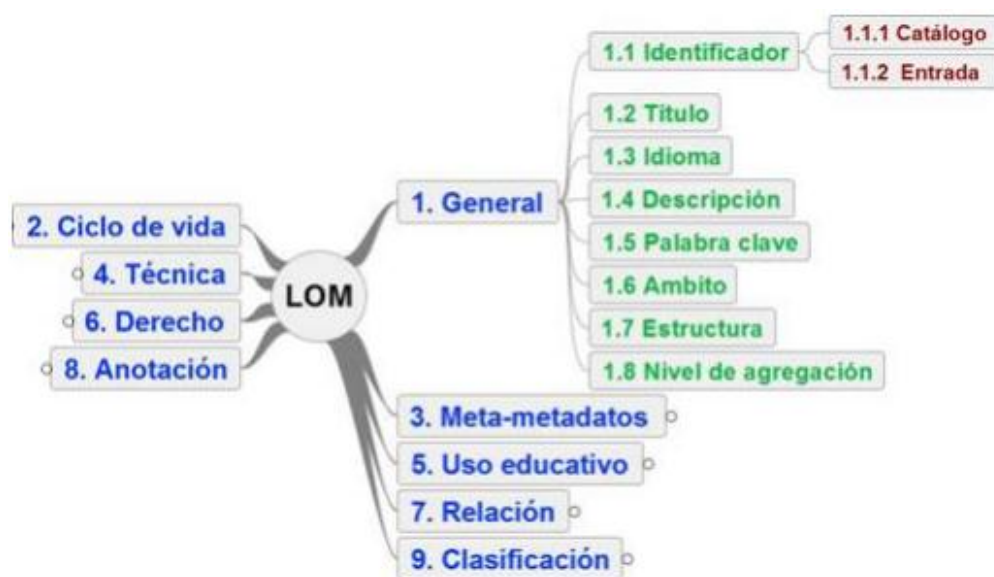 1.1 Identificador
1.1.1 Catálogo
1.1.2 Entrada
1.2 Titulo
1.3 Idioma
1. General
1.4 Descripción
1.5 Palabra clave
1.6 Ambito
1.7 Estructura
1.8 Nivel de agregación
2. Ciclo de vida
4. Técnica
LOM
6. Derecho
8. Anotación
3. Meta-metadatos
5. Uso educativo
7. Relación
9. Clasificación